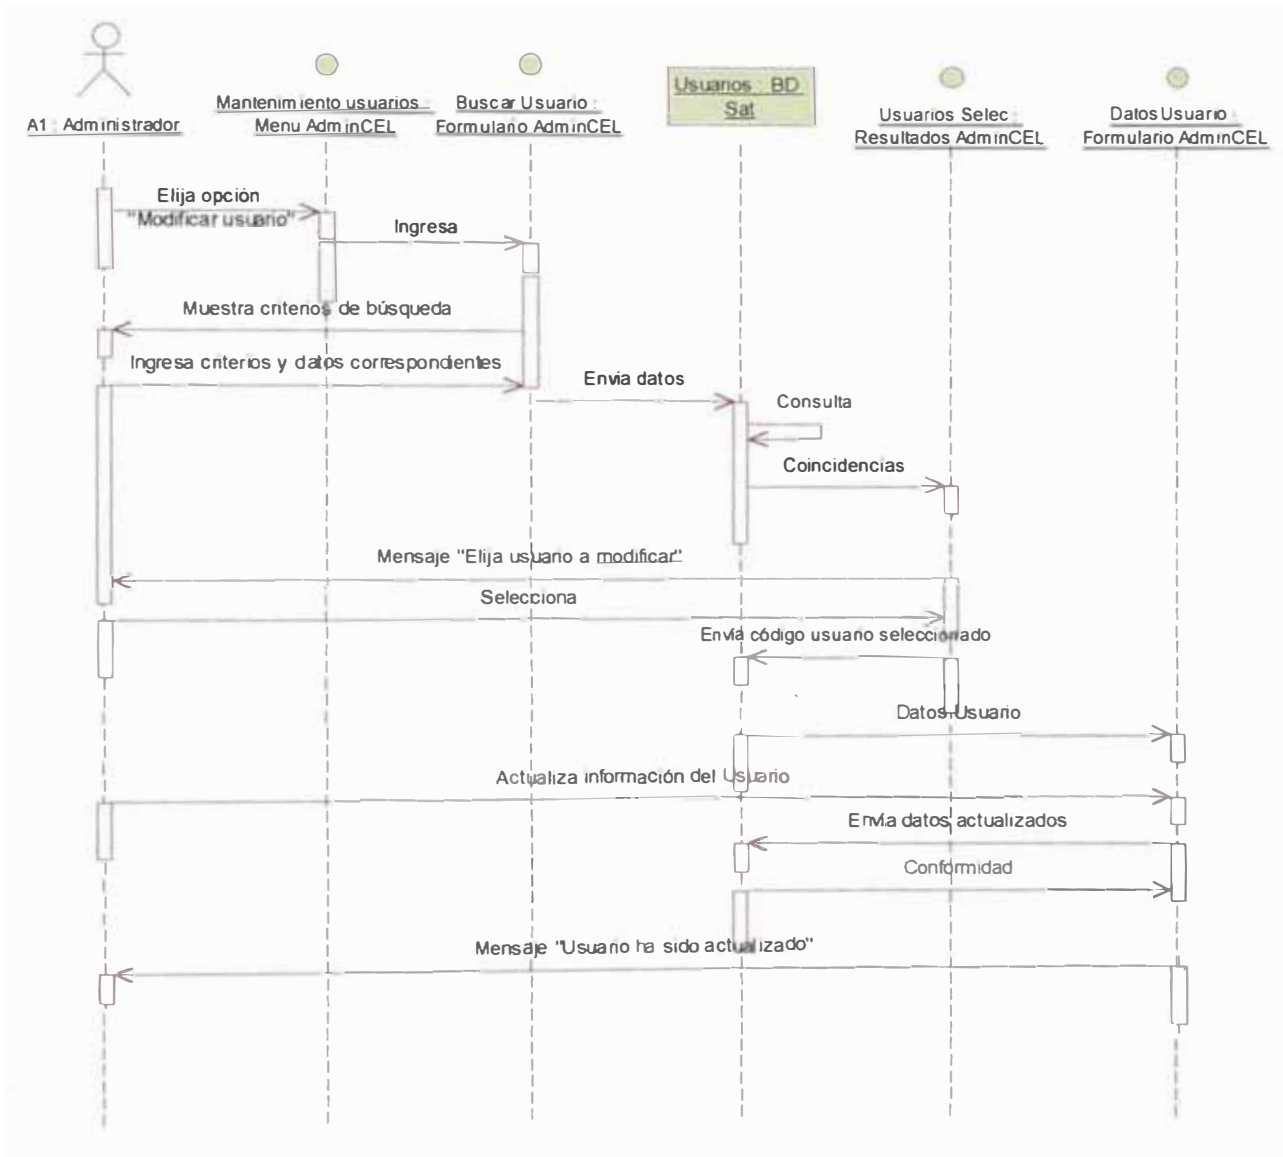 A1 : Administrador
Mantenimiento usuarios :
Menu AdminCEL
Buscar Usuario :
Formulario AdminCEL
Usuarios : BD
Sat
Usuarios Selec :
Resultados AdminCEL
Datos Usuario :
Formulario AdminCEL
Elija opción
"Modificar usuario"
Ingresa
Muestra criterios de búsqueda
Ingresa criterios y datos correspondientes
Envia datos
Consulta
Coincidencias
Mensaje "Elija usuario a modificar"
Selecciona
Envía código usuario seleccionado
Datos Usuario
Actualiza información del Usuario
Envia datos actualizados
Conformidad
Mensaje "Usuario ha sido actualizado"